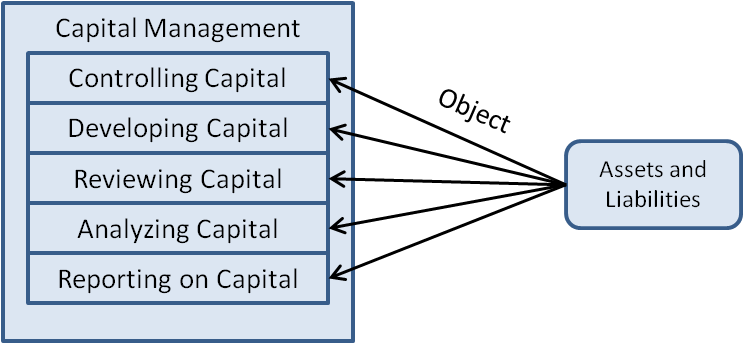 Capital Management
Controlling Capital
Developing Capital
Reviewing Capital
Analyzing Capital
Reporting on Capital
Object
Assets and
Liabilities